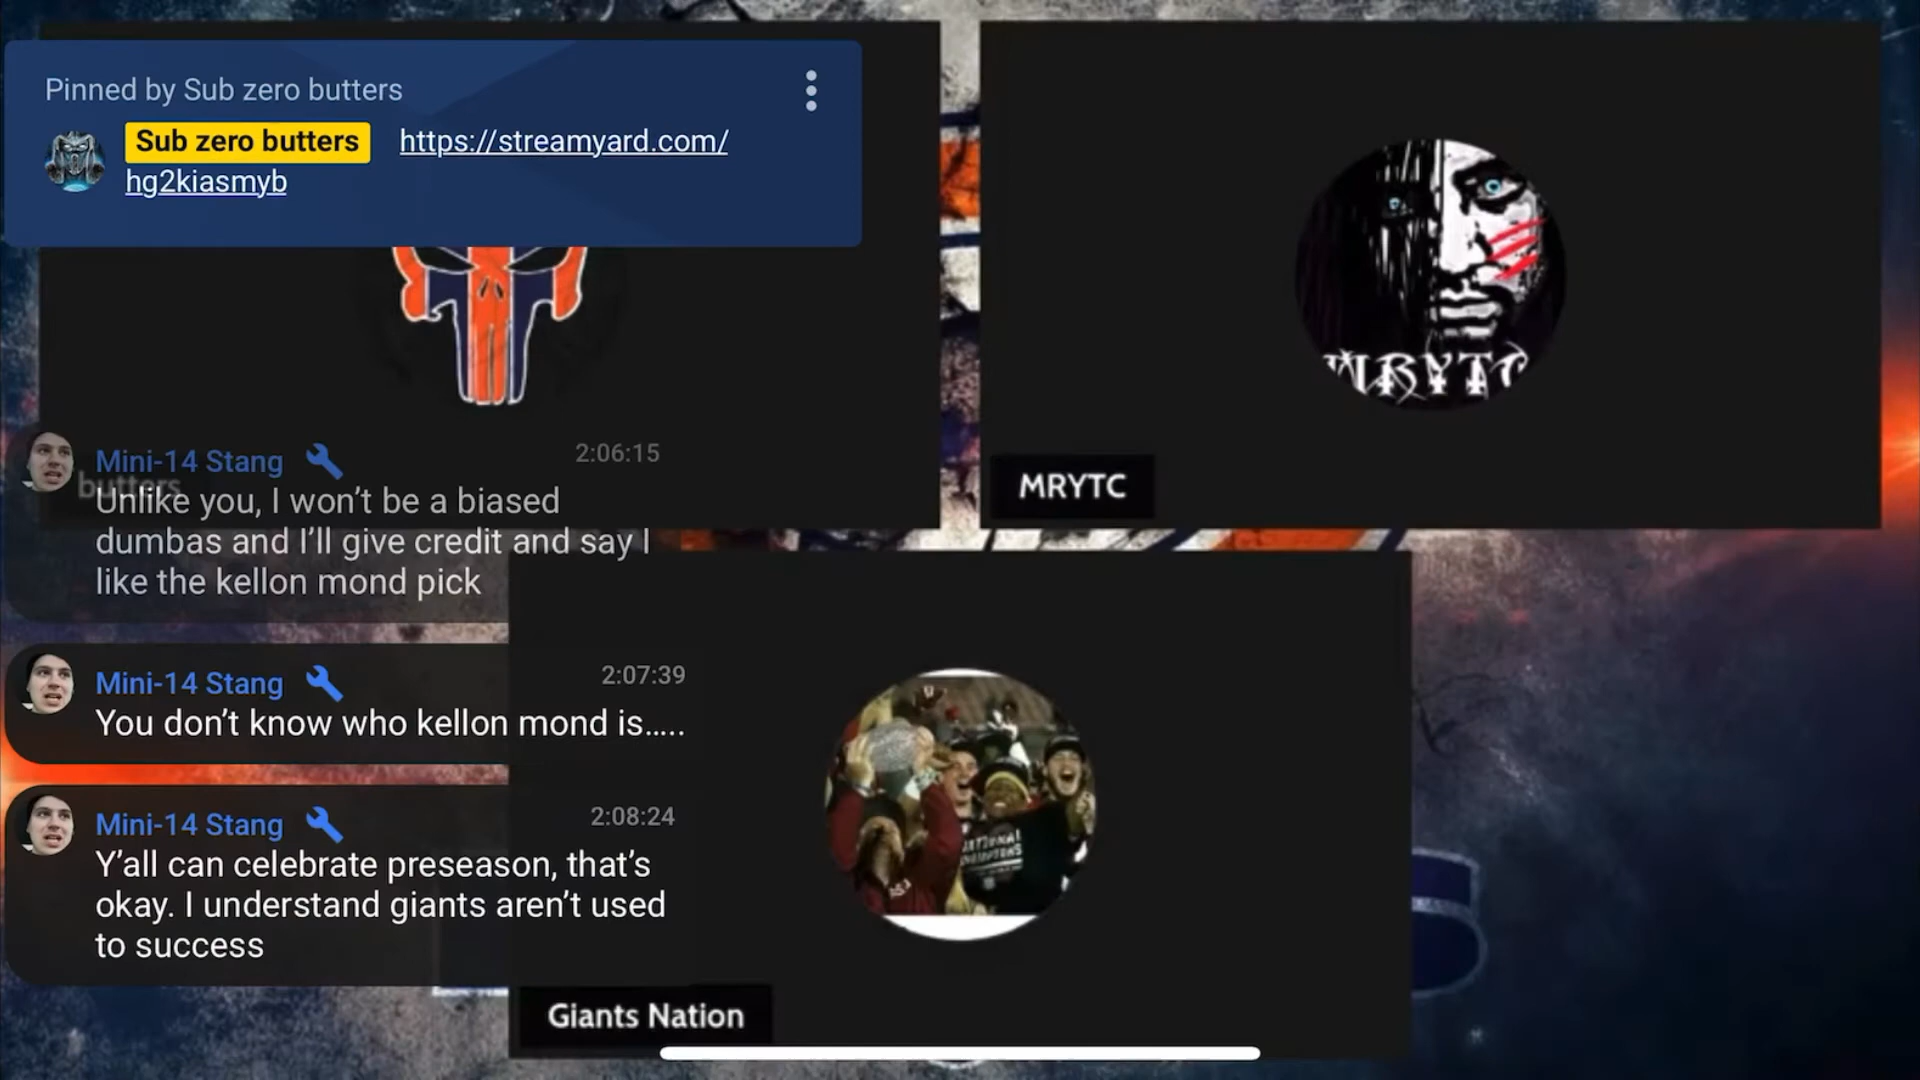 Pinned by Sub zero butters
Sub zero butters https://streamyard.com/
hg2kiasmyb
MRYTC
MRYTC
Mini-14 Stang 2:06:15
butters
Unlike you, I won't be a biased
dumbas and I'll give credit and say I
like the kellon mond pick
Mini-14 Stang 2:07:39
You don't know who kellon mond is.....
Mini-14 Stang 2:08:24
Y'all can celebrate preseason, that's
okay. I understand giants aren't used
to success
NATIONAL
CHAMPIONS
Giants Nation